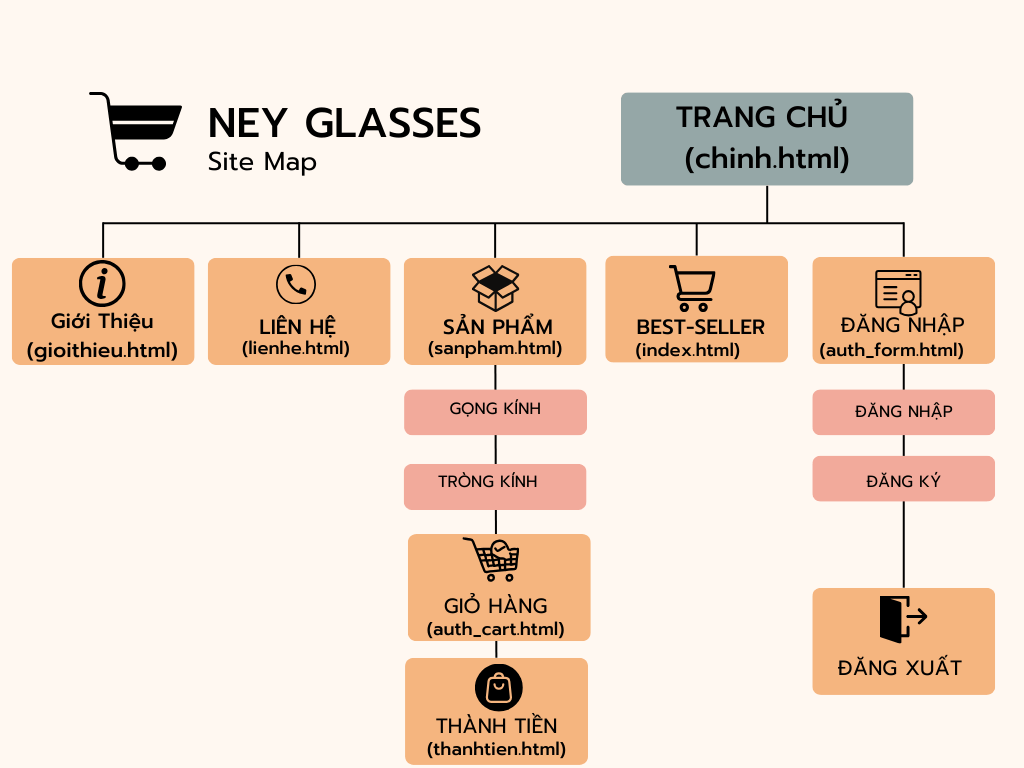 NEY GLASSES
Site Map
TRANG CHỦ
(chinh.html)
Giới Thiệu
(gioithieu.html)
LIÊN HỆ
(lienhe.html)
SẢN PHẨM
(sanpham.html)
BEST-SELLER
(index.html)
ĐĂNG NHẬP
(auth_form.html)
GỌNG KÍNH
TRÒNG KÍNH
GIỎ HÀNG
(auth_cart.html)
THÀNH TIỀN
(thanhtien.html)
ĐĂNG NHẬP
ĐĂNG KÝ
ĐĂNG XUẤT